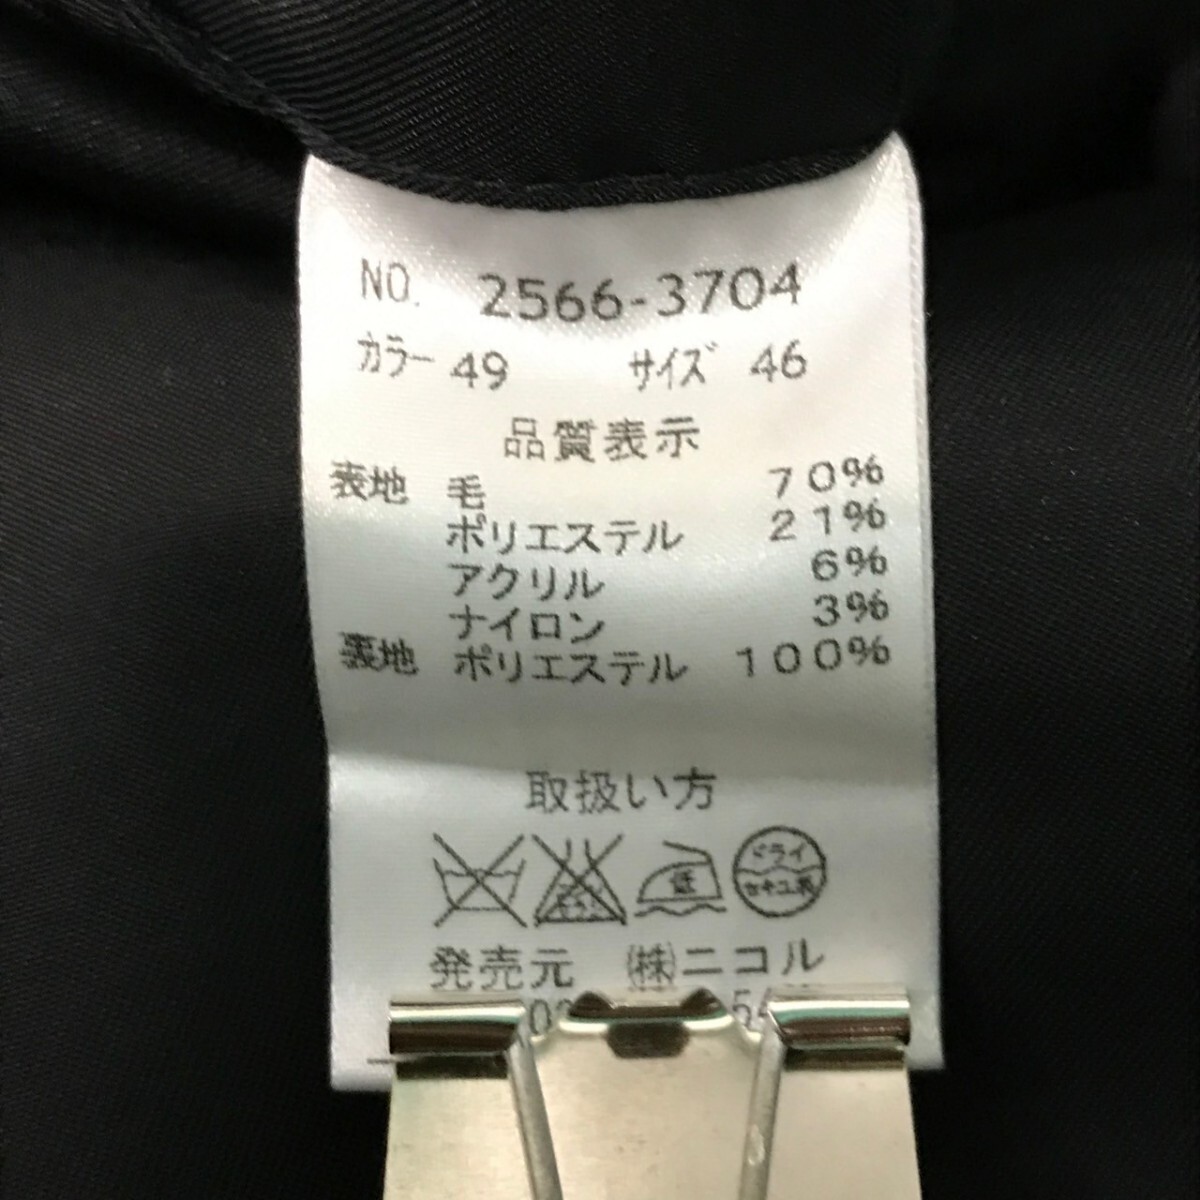 NO. 2566-3704
カラー 49 サイズ 46
品質表示
表地 毛 70%
ポリエステル 21%
アクリル 6%
ナイロン 3%
裏地 ポリエステル 100%
取扱い方
エンソ
低
ドライ
セキユ系
発売元 ㈱ニコル